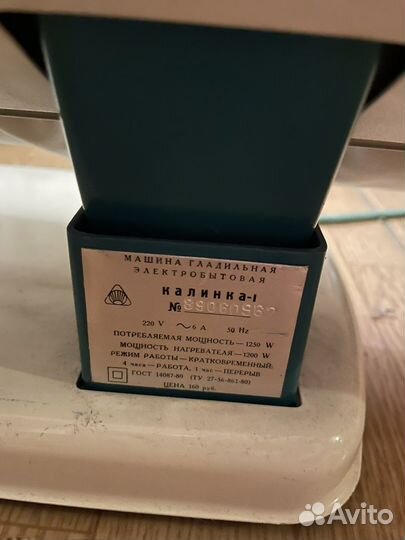 МАШИНА ГЛАДИЛЬНАЯ
ЭЛЕКТРОБЫТОВАЯ
КАЛИНКА-1
№
220 V ~ 6 А 50 Hz
ПОТРЕБЛЯЕМАЯ МОЩНОСТЬ — 1250 W
МОЩНОСТЬ НАГРЕВАТЕЛЯ — 1200 W
РЕЖИМ РАБОТЫ — КРАТКОВРЕМЕННЫЙ:
4 часа — РАБОТА, 1 час — ПЕРЕРЫВ
ГОСТ 14087-80 (ТУ 27-56-861-80)
ЦЕНА 160 руб.
Avito